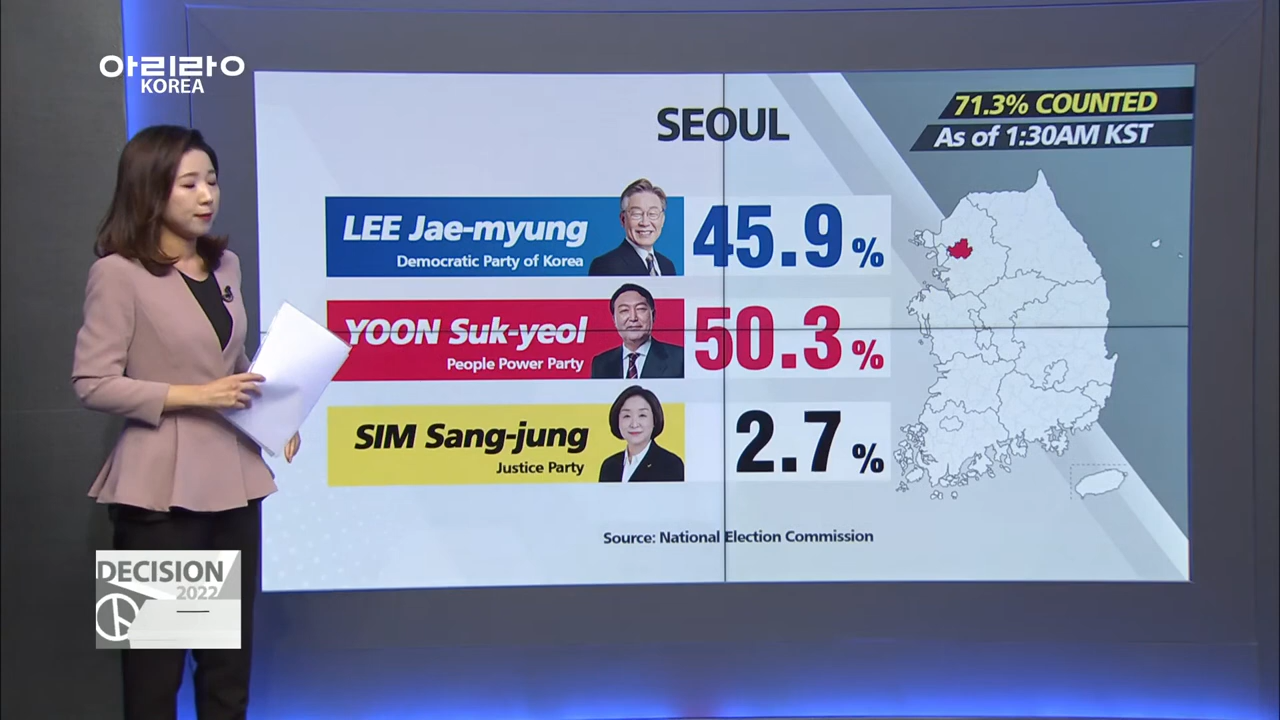 아리랑
KOREA
SEOUL
71.3% COUNTED
As of 1:30AM KST
LEE Jae-myung
Democratic Party of Korea
45.9%
YOON Suk-yeol
People Power Party
50.3%
SIM Sang-jung
Justice Party
2.7%
Source: National Election Commission
DECISION
2022